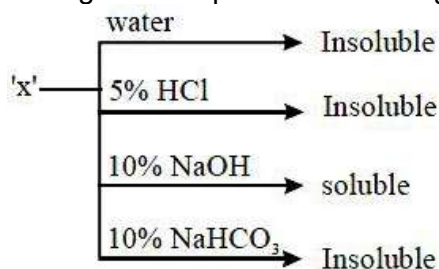 water
Insoluble
'x'
5% HCl
Insoluble
10% NaOH
soluble
10% NaHCO₃
Insoluble